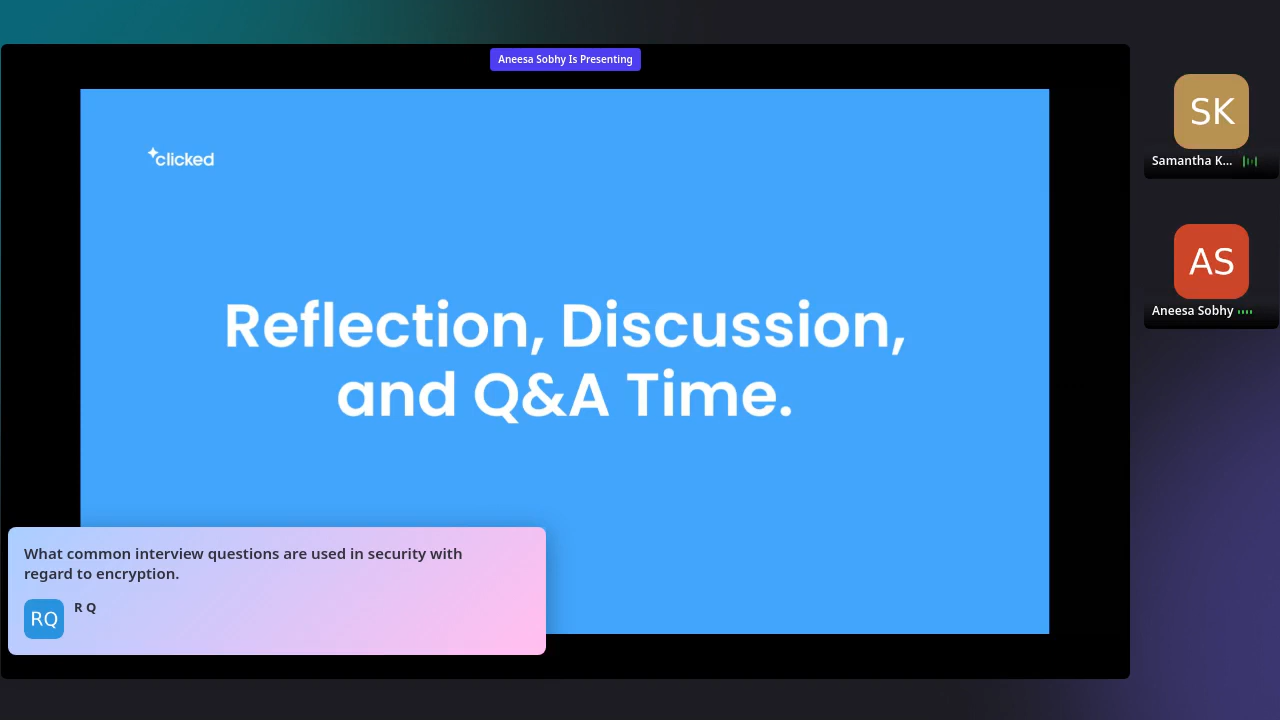 Aneesa Sobhy Is Presenting
clicked
Reflection, Discussion,
and Q&A Time.
What common interview questions are used in security with
regard to encryption.
RQ
R Q
SK
Samantha K...
AS
Aneesa Sobhy